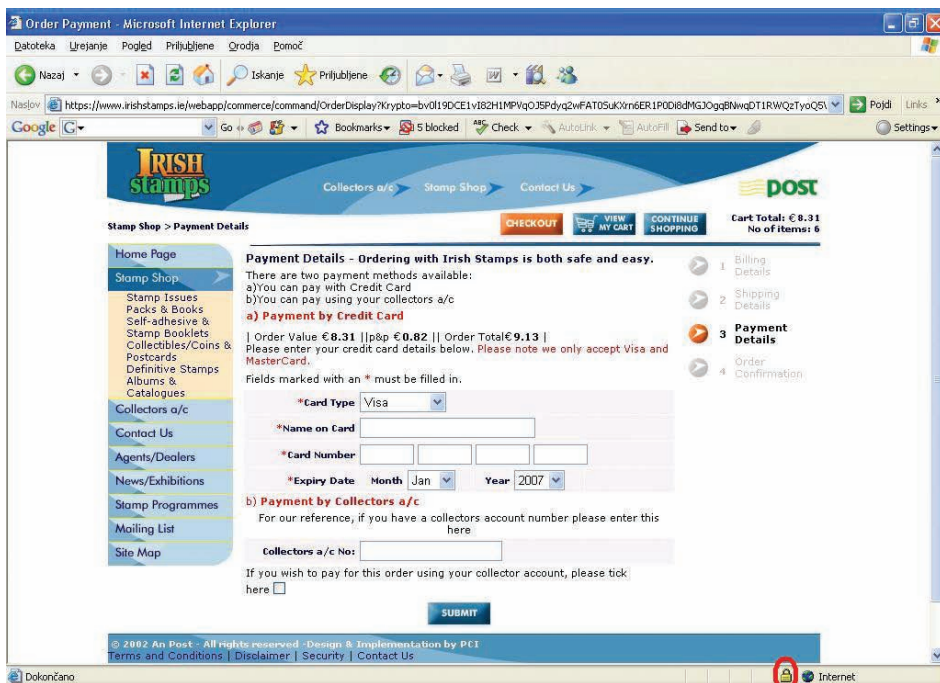 Order Payment - Microsoft Internet Explorer
Datoteka Urejanje Pogled Priljubljene Orodja Pomoč
Nazaj Iskanje Priljubljene
Naslov https://www.irishstamps.ie/webapp/commerce/command/OrderDisplay?Krypto= Pojdi Links »
Google G Go 5 blocked Bookmarks Check AutoLink AutoFill Send to Settings
IRISH
stamps
Collectors a/c Stamp Shop Contact Us
POST
Stamp Shop > Payment Details
CHECKOUT
VIEW
MY CART
CONTINUE
SHOPPING
Cart Total: €8.31
No of items: 6
Home Page
Stamp Shop
Stamp Issues
Packs & Books
Self-adhesive &
Stamp Booklets
Collectibles/Coins &
Postcards
Definitive Stamps
Albums &
Catalogues
Collectors a/c
Contact Us
Agents/Dealers
News/Exhibitions
Stamp Programmes
Mailing List
Site Map
Payment Details - Ordering with Irish Stamps is both safe and easy.
There are two payment methods available:
a)You can pay with Credit Card
b)You can pay using your collectors a/c
a) Payment by Credit Card
| Order Value €8.31 ||p&p €0.82 || Order Total€9.13 |
Please enter your credit card details below. Please note we only accept Visa and
MasterCard.
Fields marked with an * must be filled in.
*Card Type Visa
*Name on Card
*Card Number
*Expiry Date Month Jan Year 2007
b) Payment by Collectors a/c
For our reference, if you have a collectors account number please enter this
here
Collectors a/c No:
If you wish to pay for this order using your collector account, please tick
here
SUBMIT
1 Billing
Details
2 Shipping
Details
3 Payment
Details
4 Order
Confirmation
© 2002 An Post - All rights reserved -Design & Implementation by PCI
Terms and Conditions | Disclaimer | Security | Contact Us
Dokončano
Internet